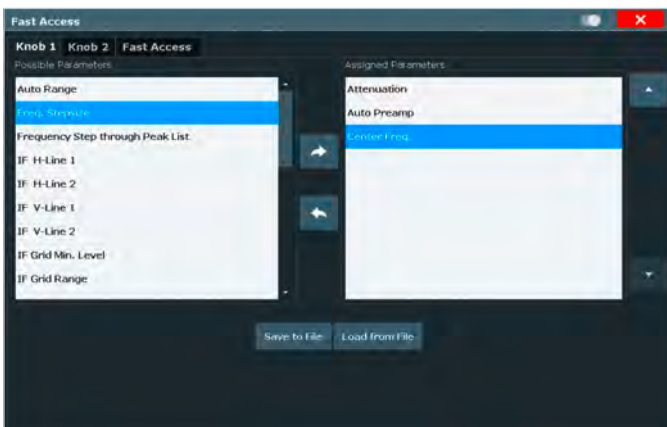 Fast Access
Knob 1 Knob 2 Fast Access
Possible Parameters
Assigned Parameters
Auto Range
Freq. Stepsize
Frequency Step through Peak List
IF H-Line 1
IF H-Line 2
IF V-Line 1
IF V-Line 2
IF Grid Min. Level
IF Grid Range
Attenuation
Auto Preamp
Center Freq.
Save to File
Load from File